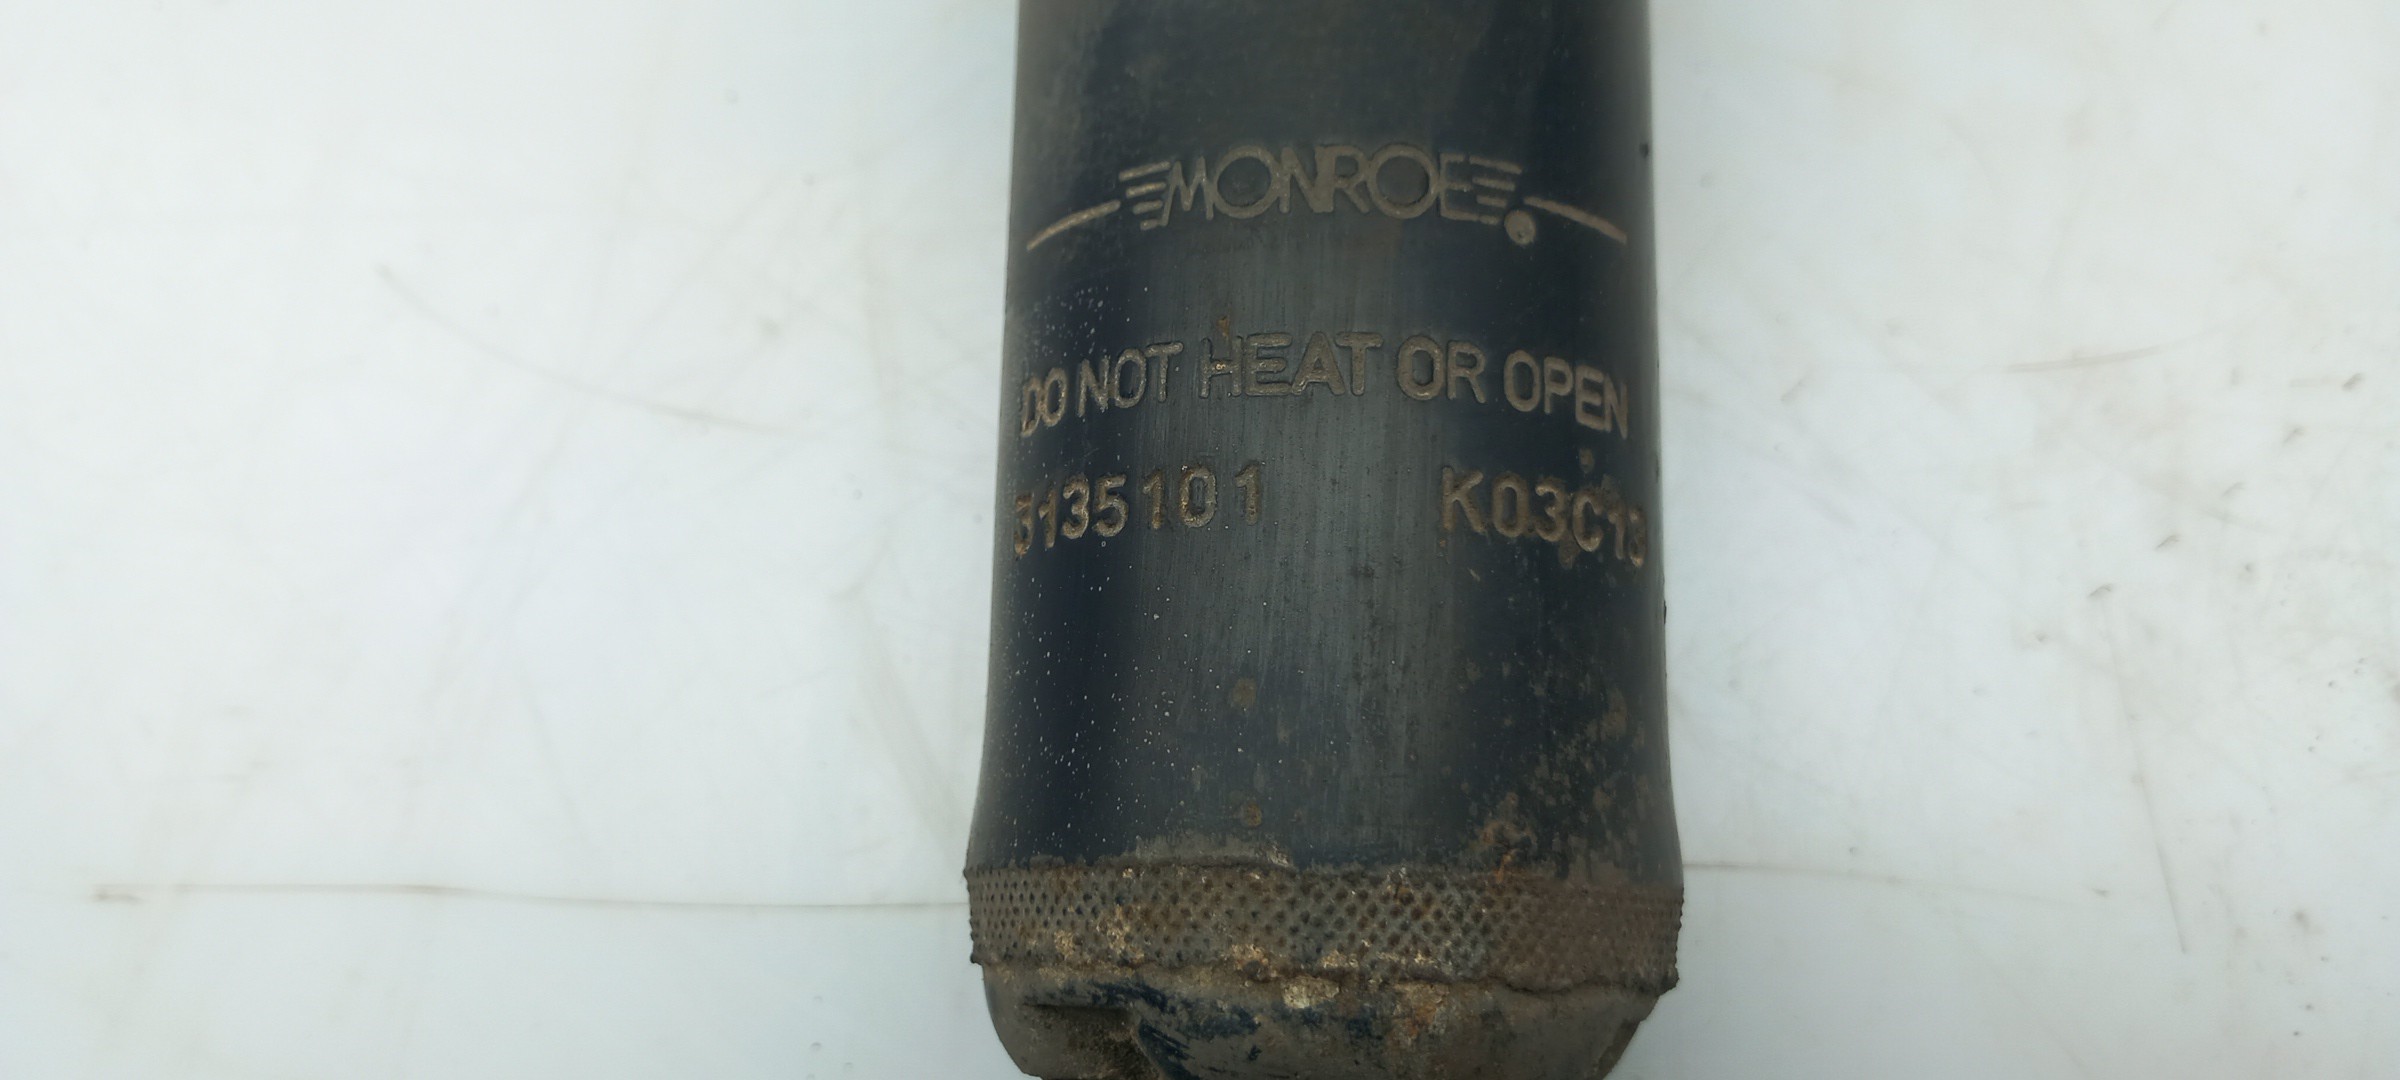 MONROE
DO NOT HEAT OR OPEN
3135101 K03C13